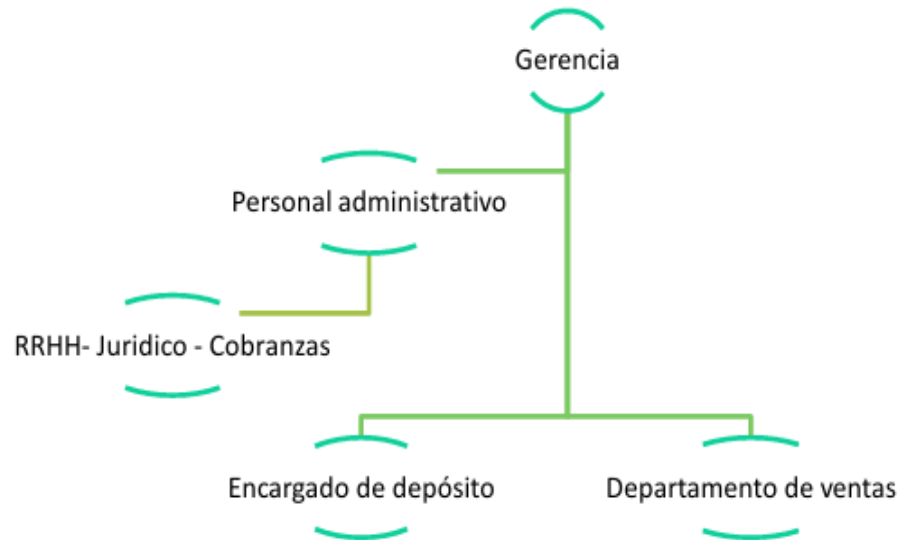 Gerencia
Personal administrativo
RRHH- Juridico - Cobranzas
Encargado de depósito
Departamento de ventas